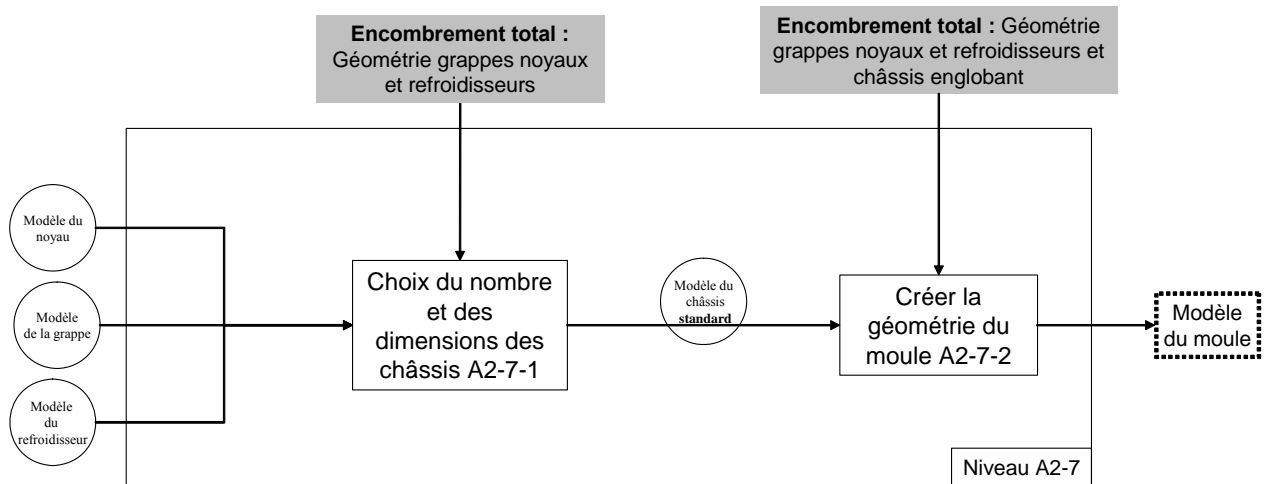 Encombrement total :
Géométrie grappes noyaux
et refroidisseurs
Encombrement total : Géométrie
grappes noyaux et refroidisseurs et
châssis englobant
Modèle du
noyau
Modèle
de la grappe
Modèle
du
refroidisseur
Choix du nombre
et des
dimensions des
châssis A2-7-1
Modèle du
châssis
standard
Créer la
géométrie du
moule A2-7-2
Modèle
du moule
Niveau A2-7